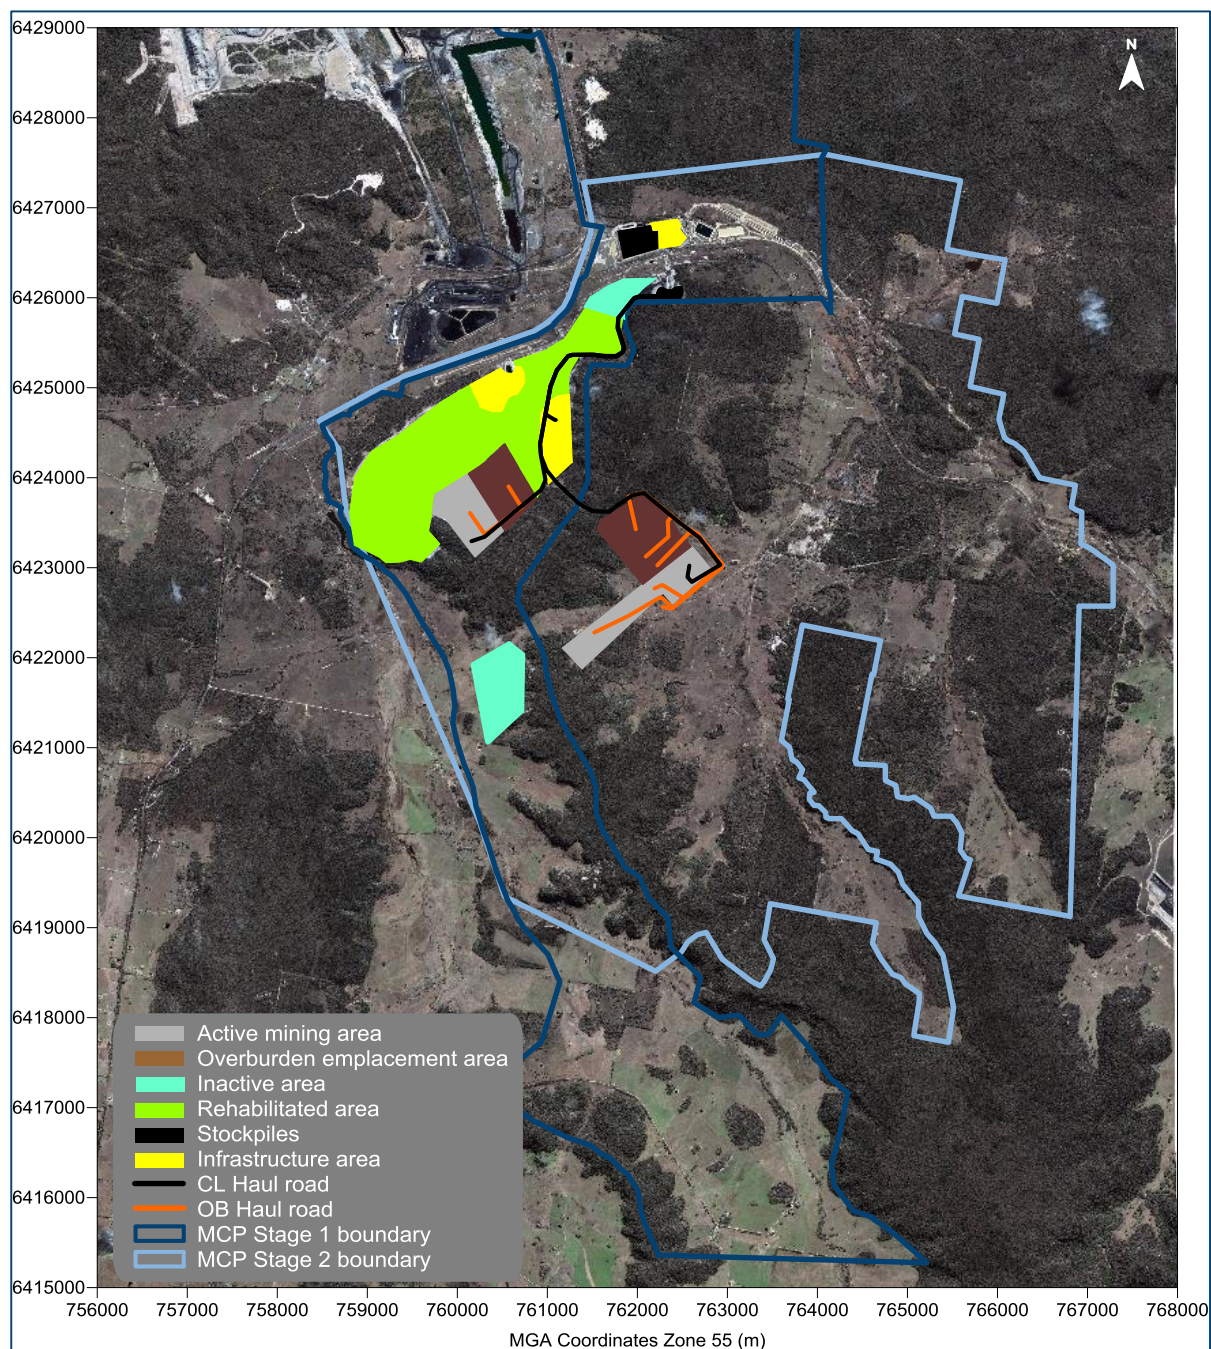 6429000
N
6428000
6427000
6426000
6425000
6424000
6423000
6422000
6421000
6420000
6419000
6418000
Active mining area
Overburden emplacement area
Inactive area
6417000
Rehabilitated area
Stockpiles
Infrastructure area
CL Haul road
6416000
OB Haul road
MCP Stage 1 boundary
MCP Stage 2 boundary
6415000
756000 757000 758000 759000 760000 761000 762000 763000 764000 765000 766000 767000 768000
MGA Coordinates Zone 55 (m)